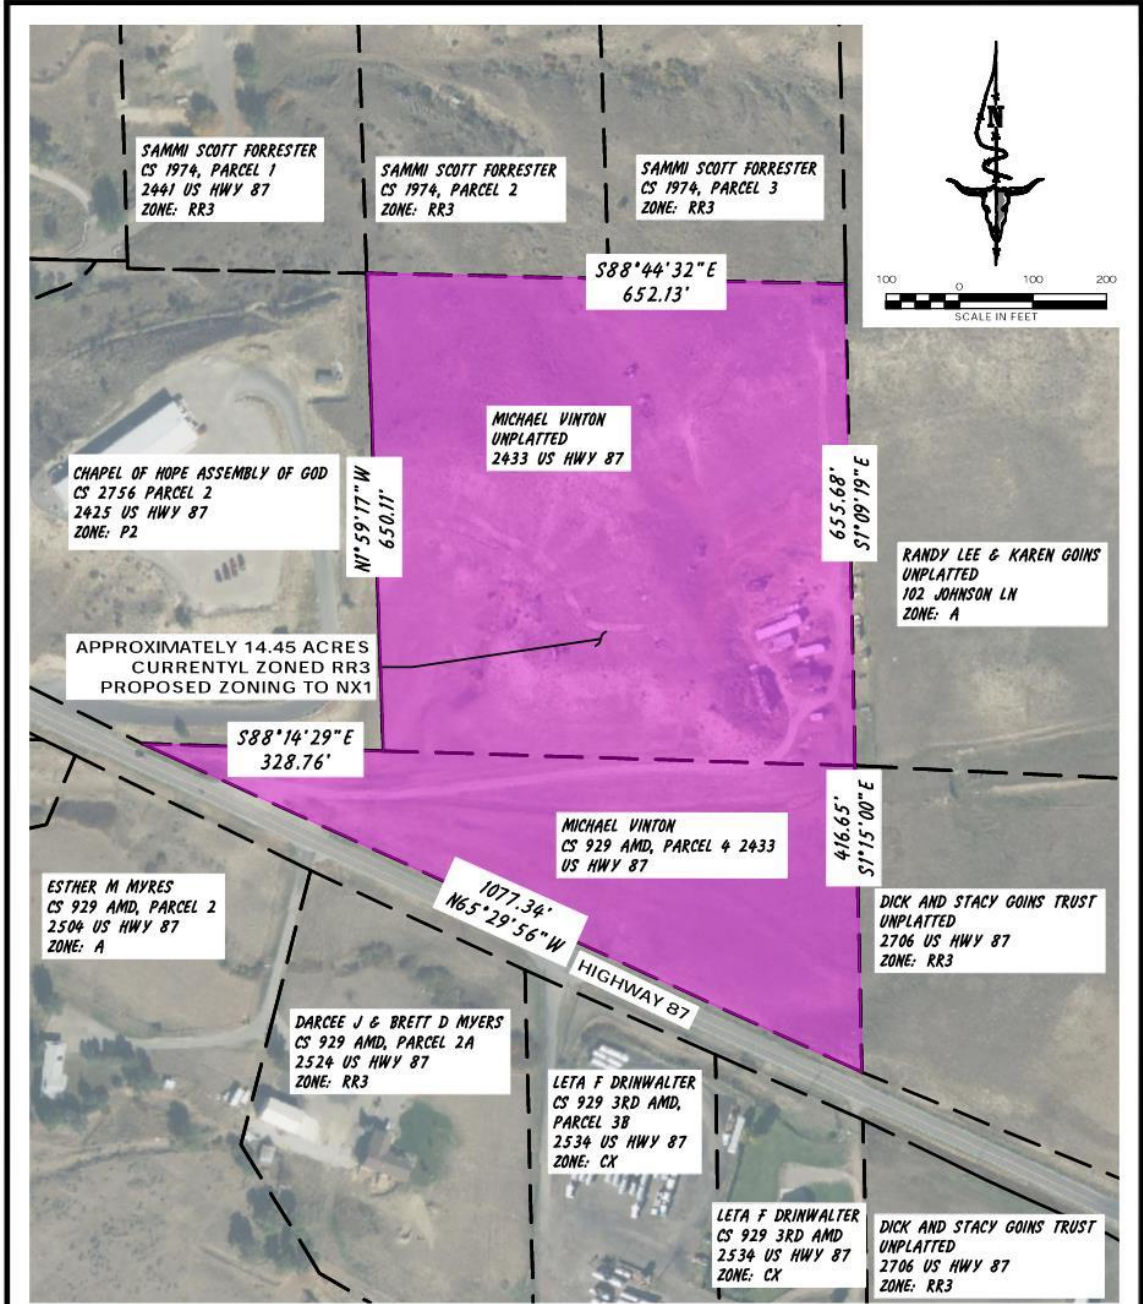 N
100 0 100 200
SCALE IN FEET
SAMMI SCOTT FORRESTER
CS 1974, PARCEL 1
2441 US HWY 87
ZONE: RR3
SAMMI SCOTT FORRESTER
CS 1974, PARCEL 2
ZONE: RR3
SAMMI SCOTT FORRESTER
CS 1974, PARCEL 3
ZONE: RR3
S88°44'32"E
652.13'
MICHAEL VINTON
UNPLATTED
2433 US HWY 87
CHAPEL OF HOPE ASSEMBLY OF GOD
CS 2756 PARCEL 2
2425 US HWY 87
ZONE: P2
N1°59'17"W
650.11'
655.68'
S1°09'19"E
RANDY LEE & KAREN GOINS
UNPLATTED
102 JOHNSON LN
ZONE: A
APPROXIMATELY 14.45 ACRES
CURRENTYL ZONED RR3
PROPOSED ZONING TO NX1
S88°14'29"E
328.76'
MICHAEL VINTON
CS 929 AMD, PARCEL 4 2433
US HWY 87
416.65'
S1°15'00"E
ESTHER M MYRES
CS 929 AMD, PARCEL 2
2504 US HWY 87
ZONE: A
1077.34'
N65°29'56"W
HIGHWAY 87
DICK AND STACY GOINS TRUST
UNPLATTED
2706 US HWY 87
ZONE: RR3
DARCEE J & BRETT D MYERS
CS 929 AMD, PARCEL 2A
2524 US HWY 87
ZONE: RR3
LETA F DRINWALTER
CS 929 3RD AMD,
PARCEL 3B
2534 US HWY 87
ZONE: CX
LETA F DRINWALTER
CS 929 3RD AMD
2534 US HWY 87
ZONE: CX
DICK AND STACY GOINS TRUST
UNPLATTED
2706 US HWY 87
ZONE: RR3